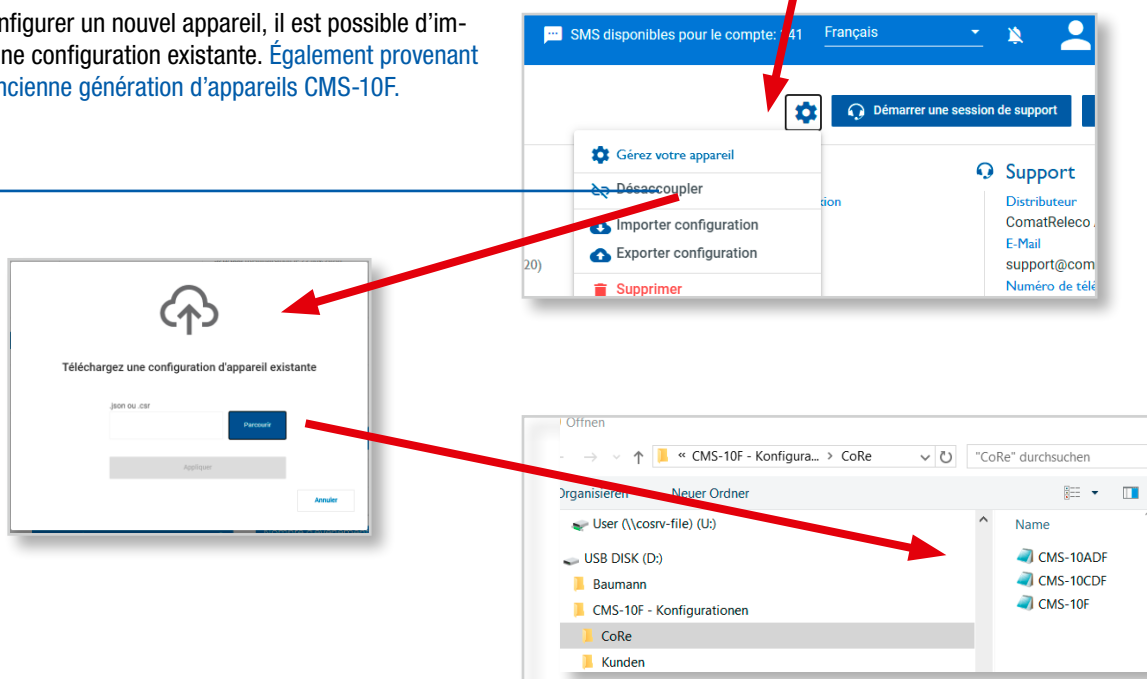 nfigurer un nouvel appareil, il est possible d'im-
ne configuration existante. Également provenant
ncienne génération d'appareils CMS-10F.
SMS disponibles pour le compte: 41
Français
Démarrer une session de support
Gérez votre appareil
Désaccoupler
Importer configuration
Exporter configuration
Supprimer
xion
20)
Support
Distributeur
ComatReleco
E-Mail
support@com
Numéro de télé
Téléchargez une configuration d'appareil existante
.json ou .csr
Parcourir
Appliquer
Annuler
Öffnen
« CMS-10F - Konfigura... > CoRe
"CoRe" durchsuchen
Organisieren
Neuer Ordner
User (\\cosrv-file) (U:)
USB DISK (D:)
Baumann
CMS-10F - Konfigurationen
CoRe
Kunden
Name
CMS-10ADF
CMS-10CDF
CMS-10F